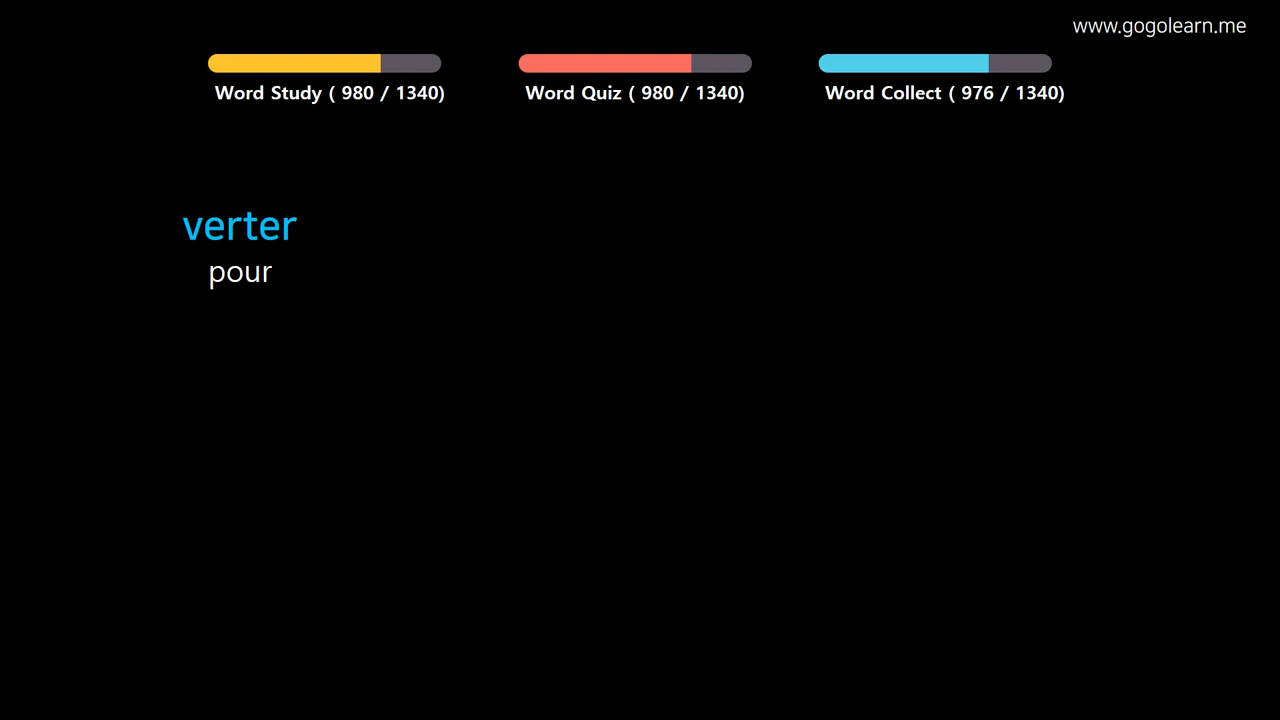 www.gogolearn.me
Word Study ( 980 / 1340)
Word Quiz ( 980 / 1340)
Word Collect ( 976 / 1340)
verter
pour